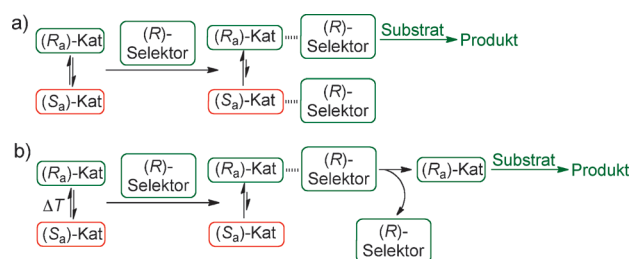 a)
(Ra)-Kat
(R)-
Selektor
(Ra)-Kat
(R)-
Selektor
Substrat
Produkt
(Sa)-Kat
(Sa)-Kat
(R)-
Selektor
b)
(Ra)-Kat
(R)-
Selektor
(Ra)-Kat
(R)-
Selektor
(Ra)-Kat
Substrat
Produkt
ΔT
(Sa)-Kat
(Sa)-Kat
(R)-
Selektor